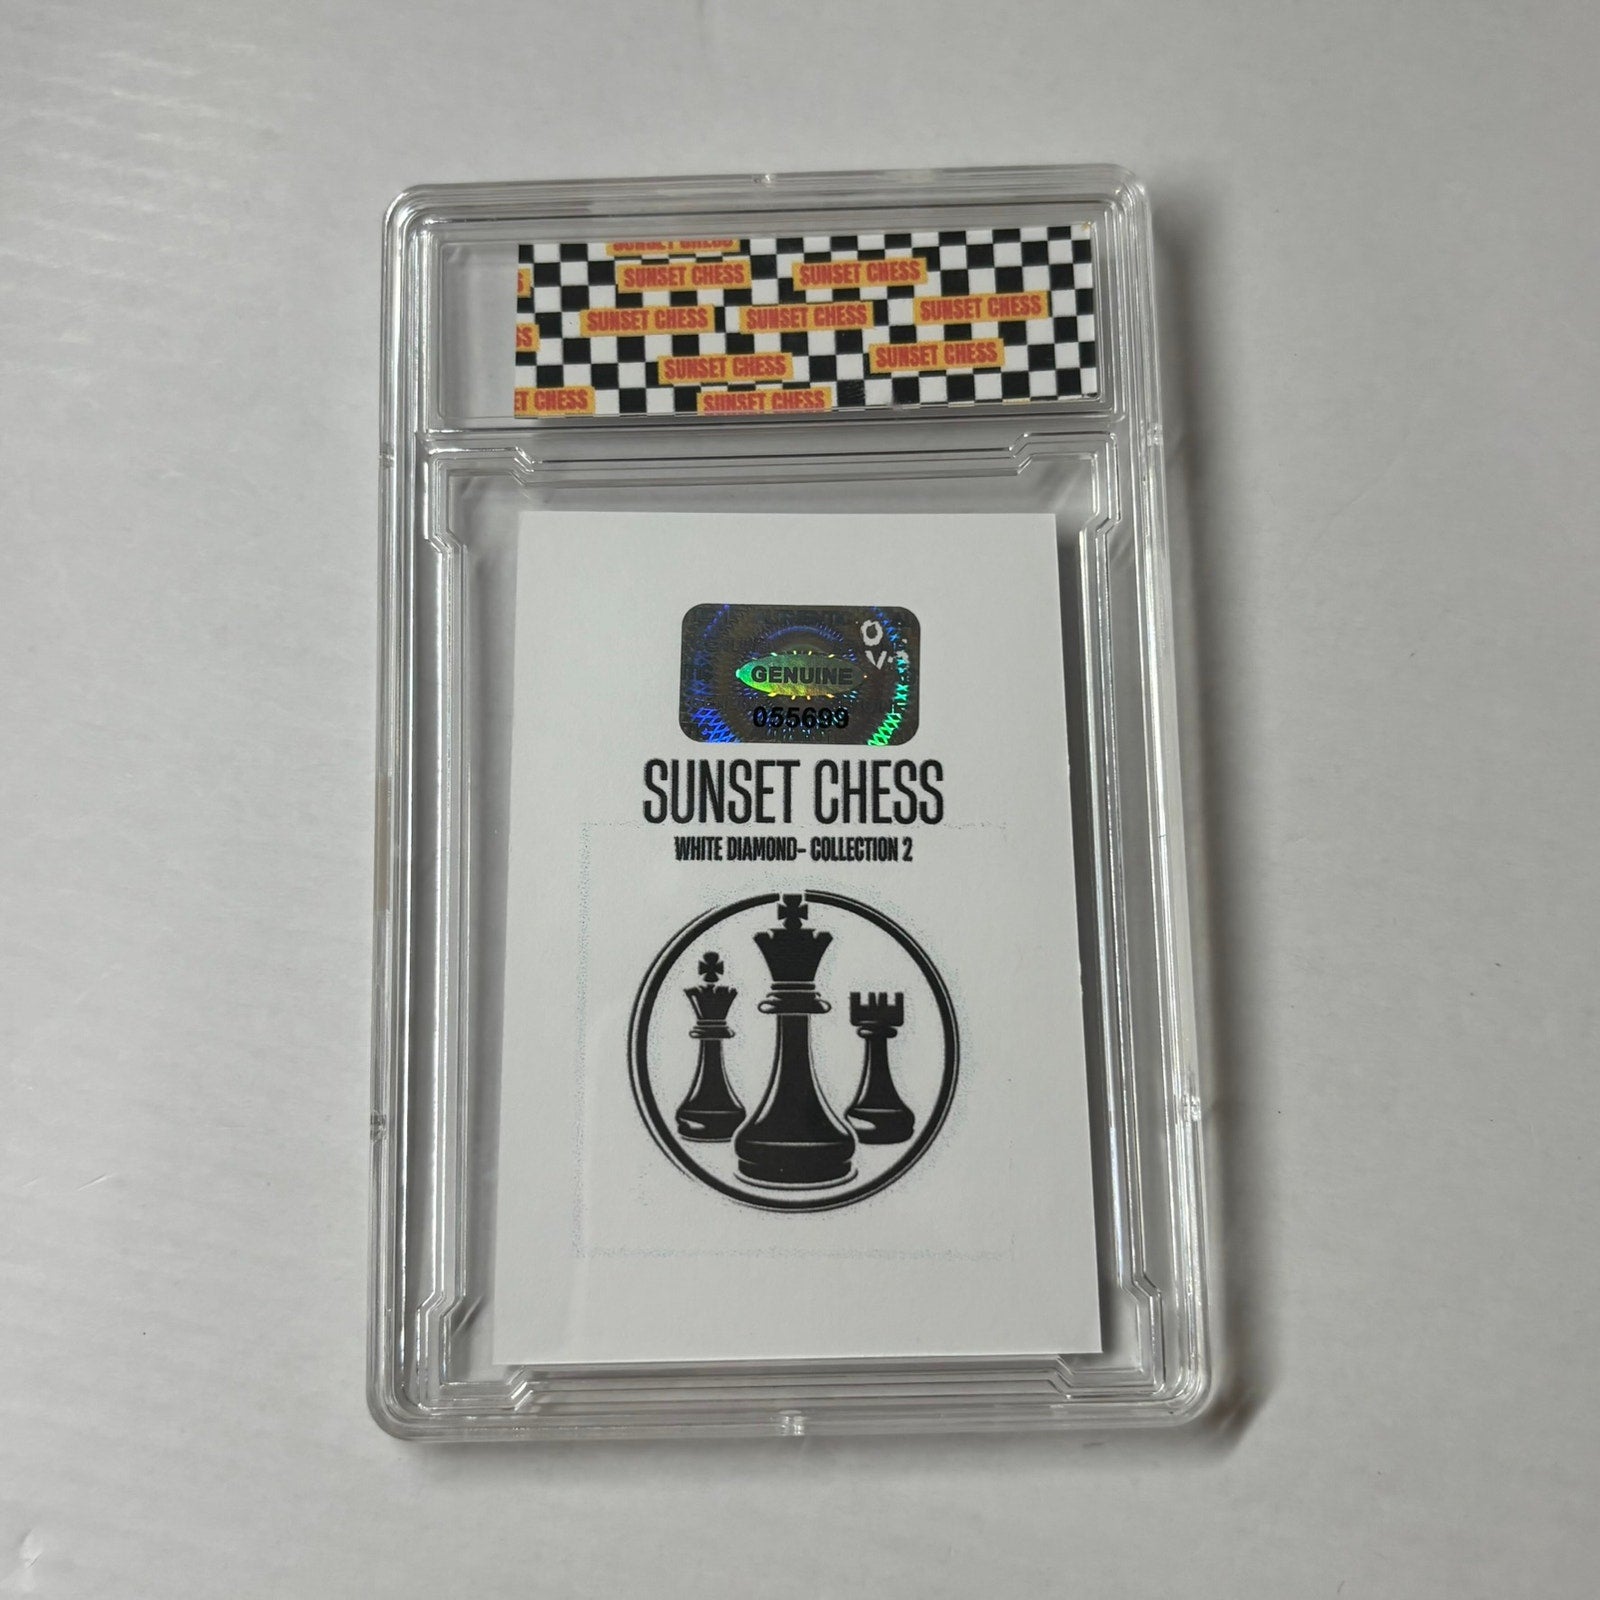 SUNSET CHESS
SUNSET CHESS SUNSET CHESS
SUNSET CHESS SUNSET CHESS SUNSET CHESS
SUNSET CHESS SUNSET CHESS
CHESS SUNSET CHESS
GENUINE
055699
SUNSET CHESS
WHITE DIAMOND- COLLECTION 2